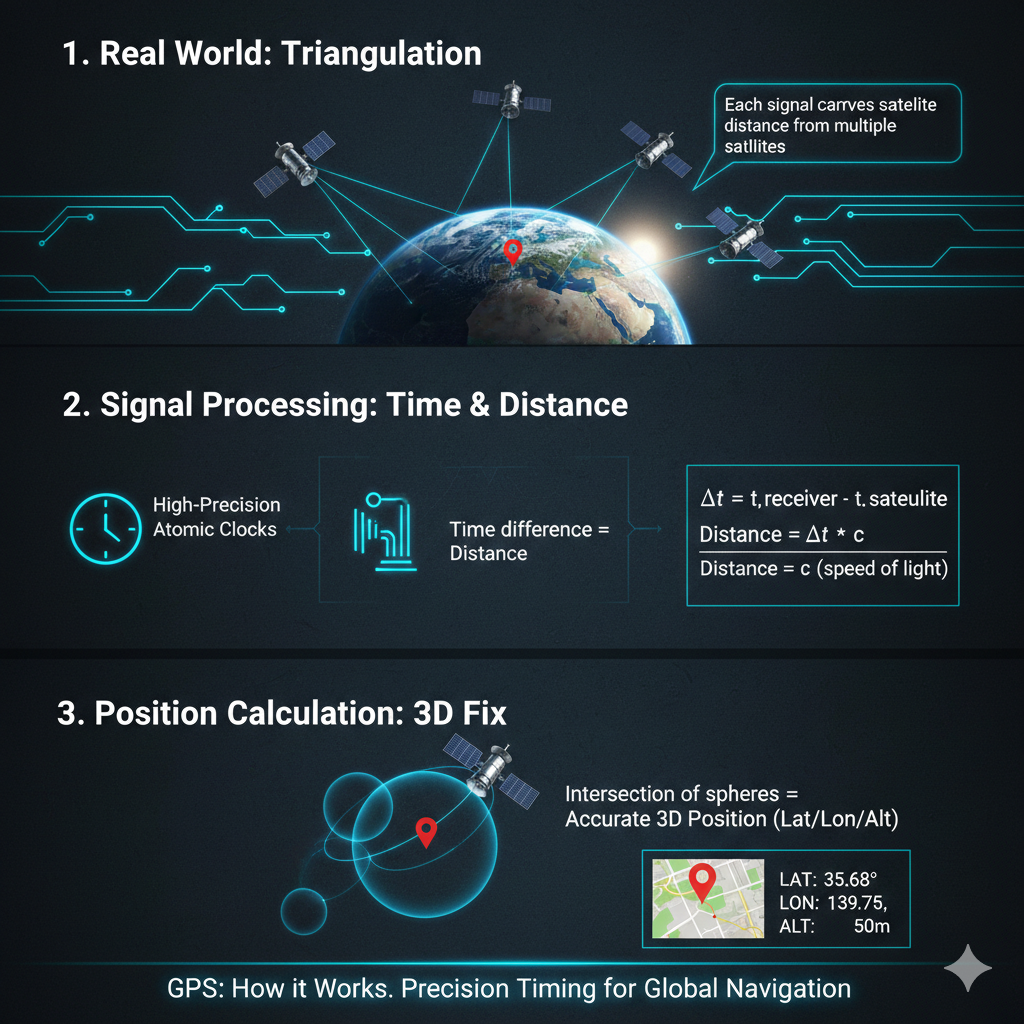 1. Real World: Triangulation
Each signal carrves satelite
distance from multiple
satllites
2. Signal Processing: Time & Distance
High-Precision
Atomic Clocks
Time difference =
Distance
Δt = t,receiver - t. sateulite
Distance = Δt * c
Distance = c (speed of light)
3. Position Calculation: 3D Fix
Intersection of spheres =
Accurate 3D Position (Lat/Lon/Alt)
LAT: 35.68°
LON: 139.75,
ALT: 50m
GPS: How it Works. Precision Timing for Global Navigation